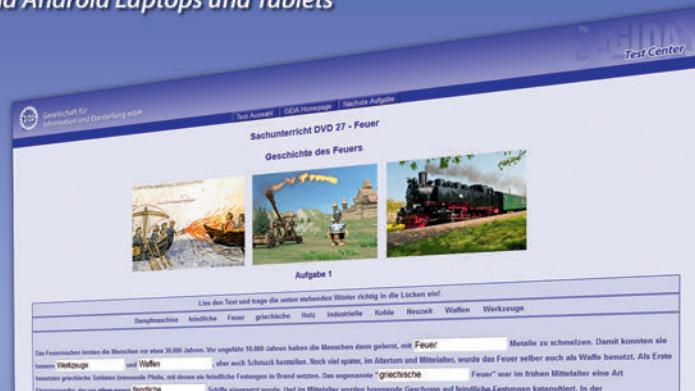 nd Android Laptops und Tablets
GIDA
Test Center
Gesellschaft für
Information und Darstellung mbH
Test Auswahl | GIDA Homepage | Nächste Aufgabe
Sachunterricht DVD 27 - Feuer
Geschichte des Feuers
Aufgabe 1
Lies den Text und trage die unten stehenden Wörter richtig in die Lücken ein!
Dampfmaschine feindliche Feuer griechische Holz industrielle Kohle Neuzeit Waffen Werkzeuge
Das Feuermachen lernten die Menschen vor etwa 30.000 Jahren. Vor ungefähr 10.000 Jahren haben die Menschen dann gelernt, mit Feuer Metalle zu schmelzen. Damit konnten sie
bessere Werkzeuge und Waffen , aber auch Schmuck herstellen. Noch viel später, im Altertum und Mittelalter, wurde das Feuer selber auch als Waffe benutzt. Als Erste
benutzten griechische Soldaten brennende Pfeile, mit denen sie feindliche Festungen in Brand setzten. Das sogenannte "griechische Feuer" war im frühen Mittelalter eine Art
feindliche Schiffe eingesetzt wurde. Und im Mittelalter wurden brennende Geschosse auf feindliche Festungen katapultiert. In der